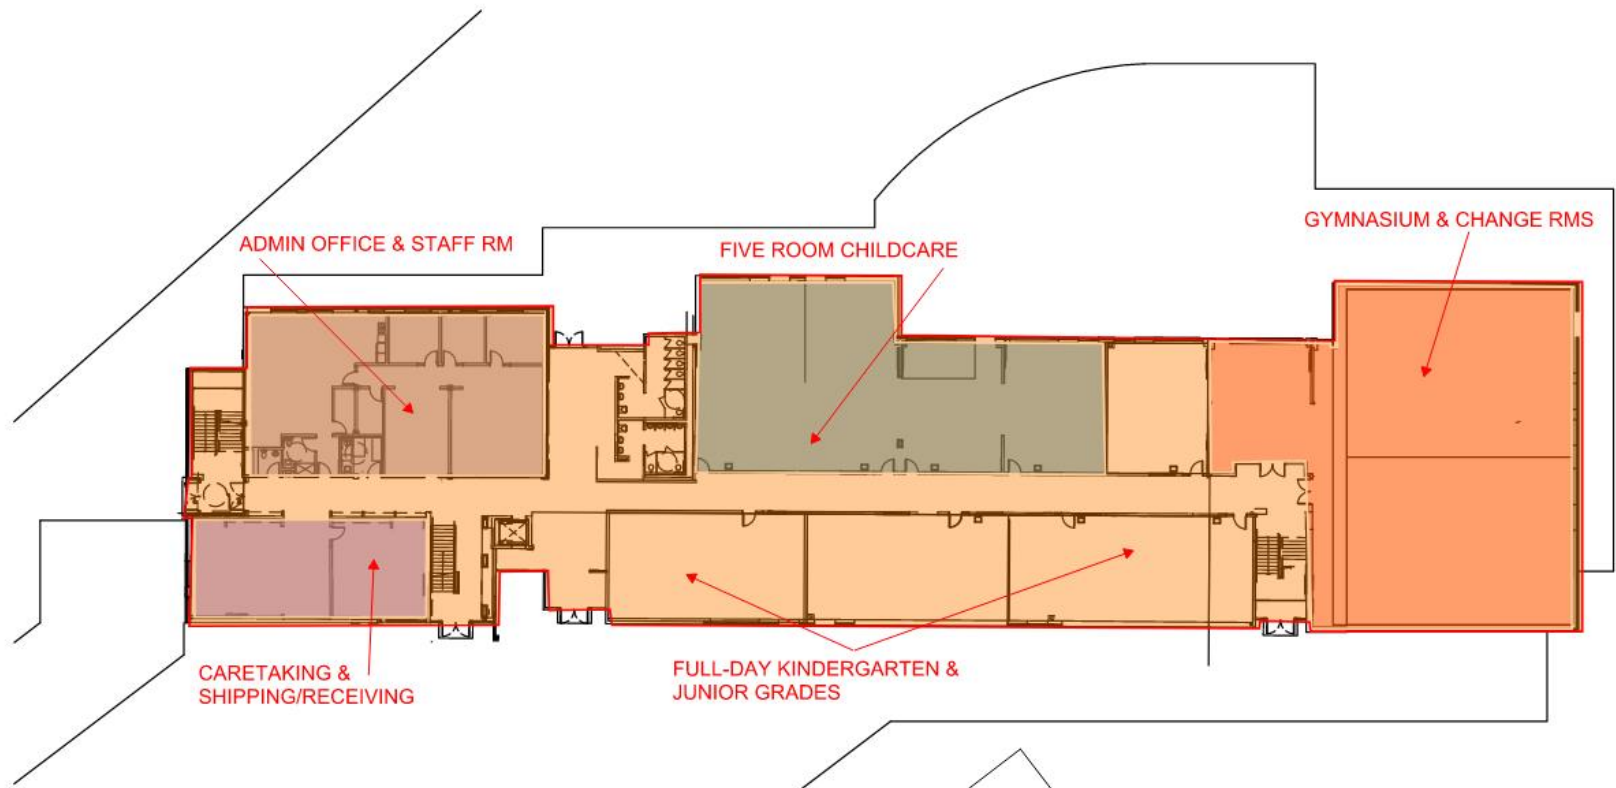 GYMNASIUM & CHANGE RMS
ADMIN OFFICE & STAFF RM
FIVE ROOM CHILDCARE
CARETAKING &
SHIPPING/RECEIVING
FULL-DAY KINDERGARTEN &
JUNIOR GRADES